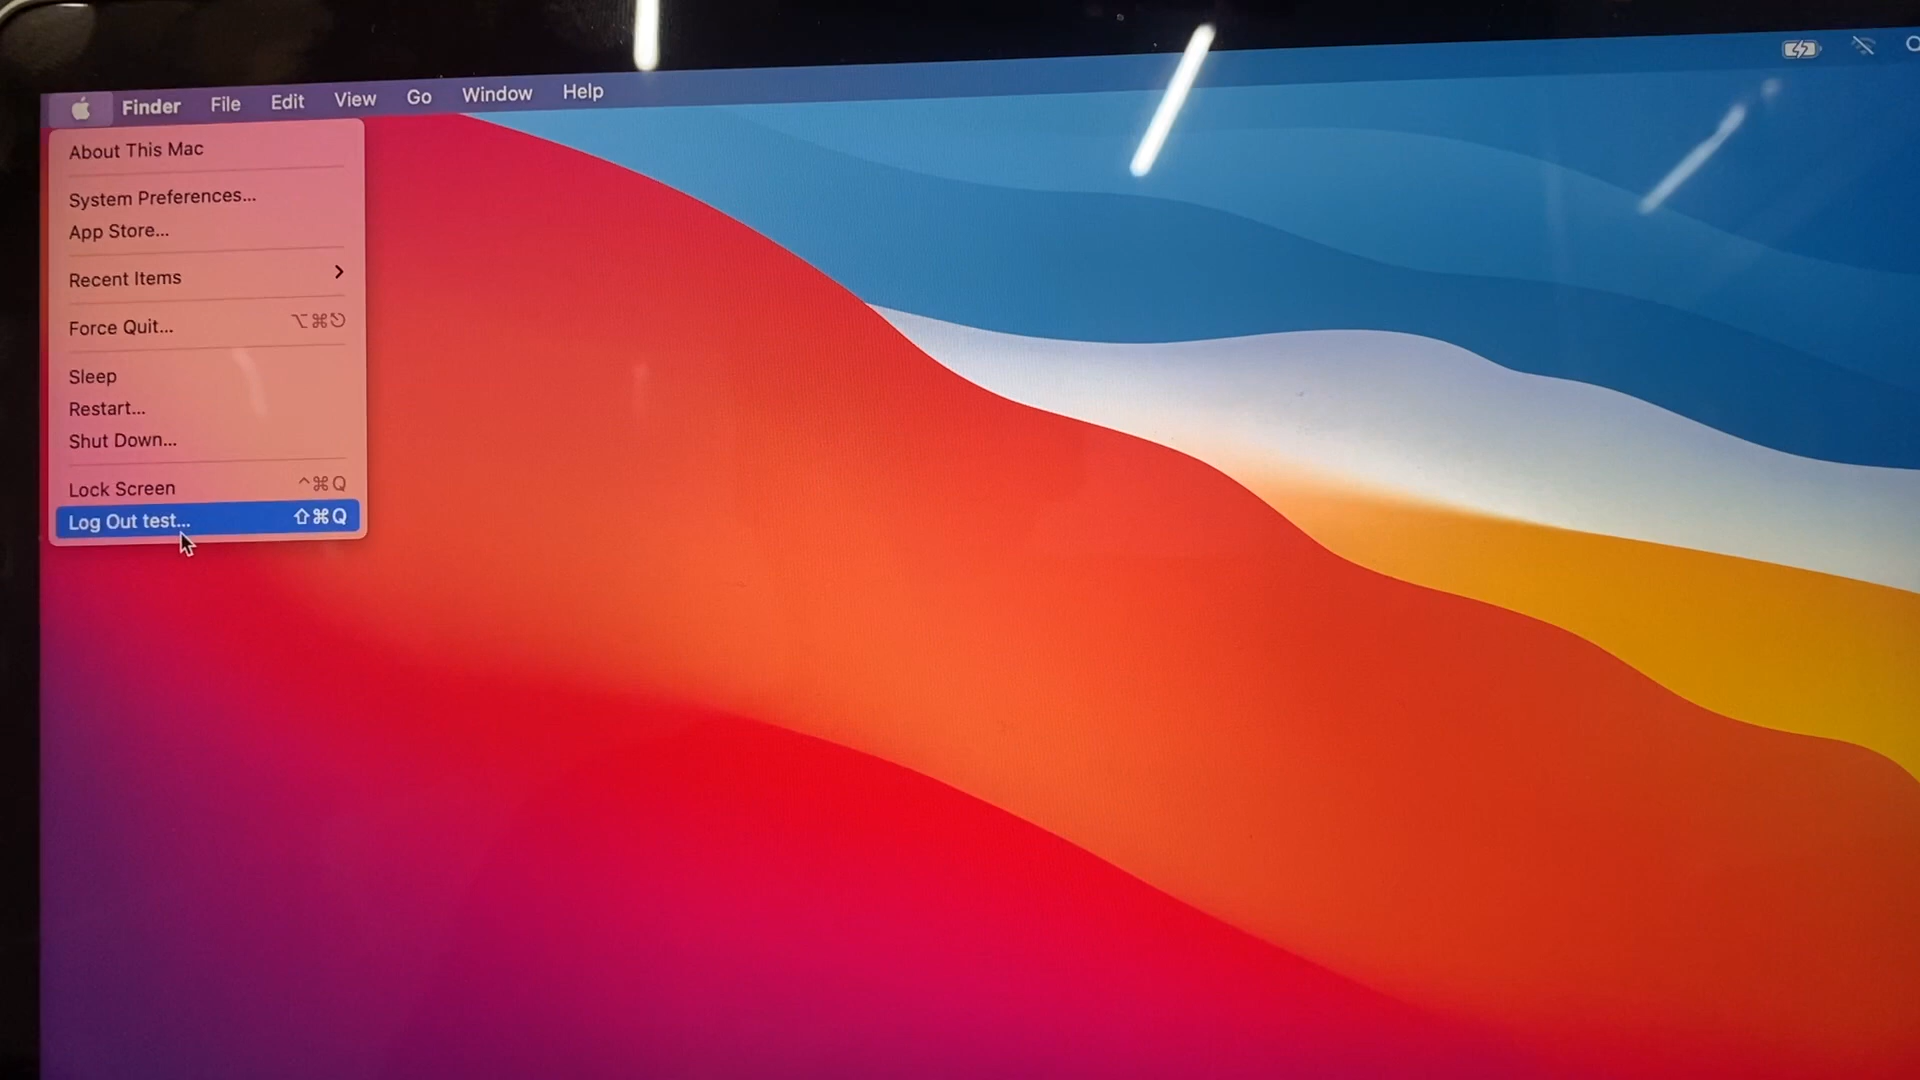 Finder File Edit View Go Window Help
About This Mac
System Preferences...
App Store...
Recent Items
Force Quit... ⌥⌘⎋
Sleep
Restart...
Shut Down...
Lock Screen ^⌘Q
Log Out test... ⇧⌘Q